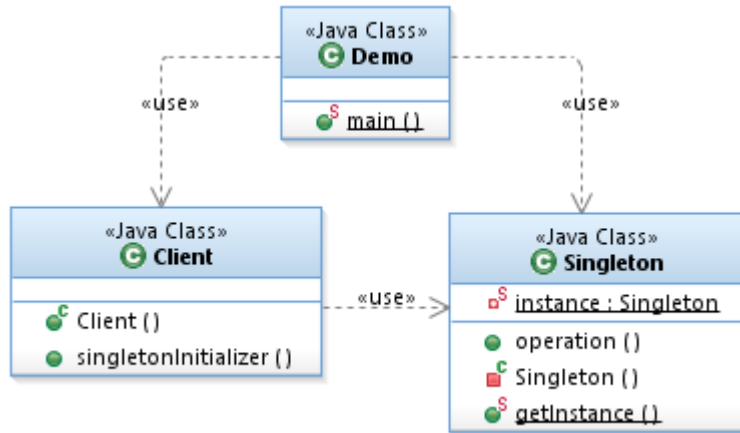 «Java Class»
Demo
main ( )
«use»
«use»
«Java Class»
Client
Client ( )
singletonInitializer ( )
«use»
«Java Class»
Singleton
instance : Singleton
operation ( )
Singleton ( )
getInstance ( )